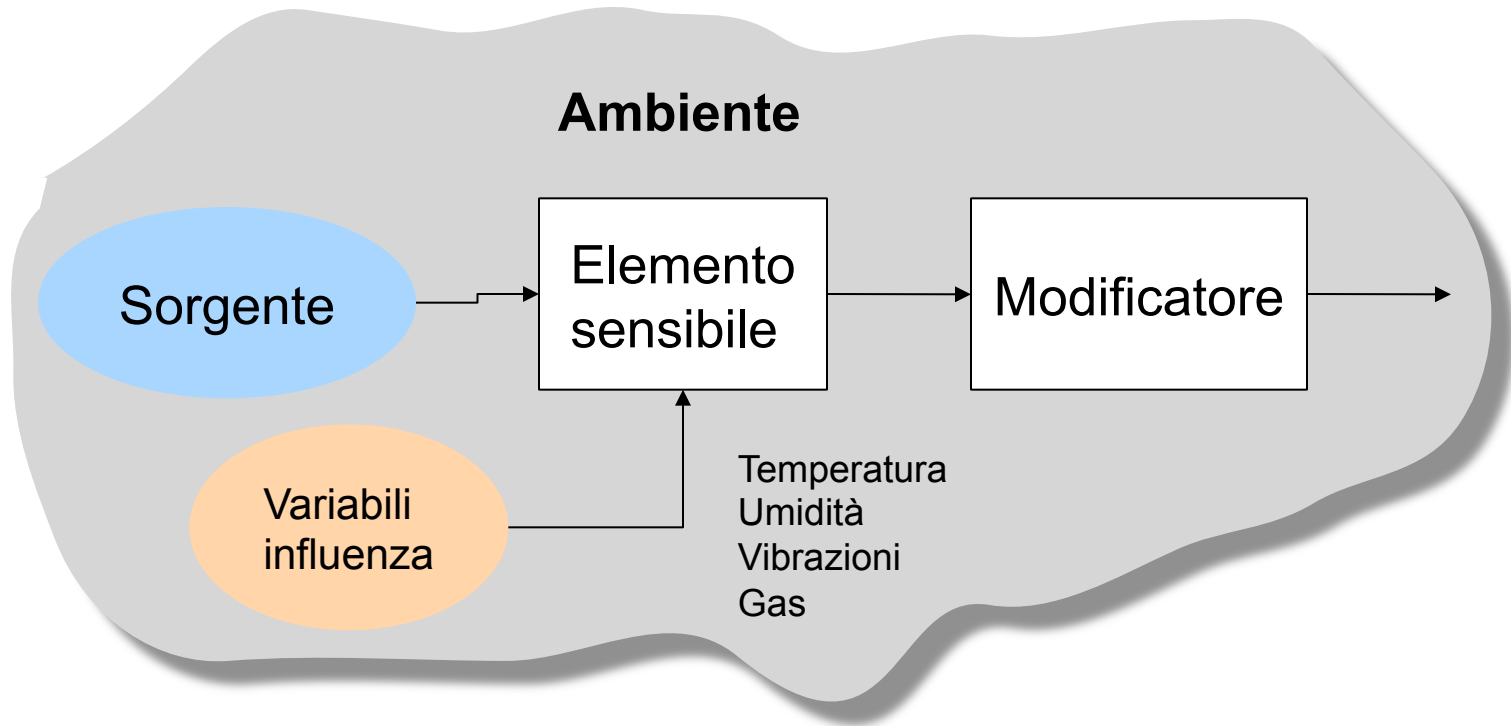 Ambiente
Sorgente
Elemento
sensibile
Modificatore
Variabili
influenza
Temperatura
Umidità
Vibrazioni
Gas